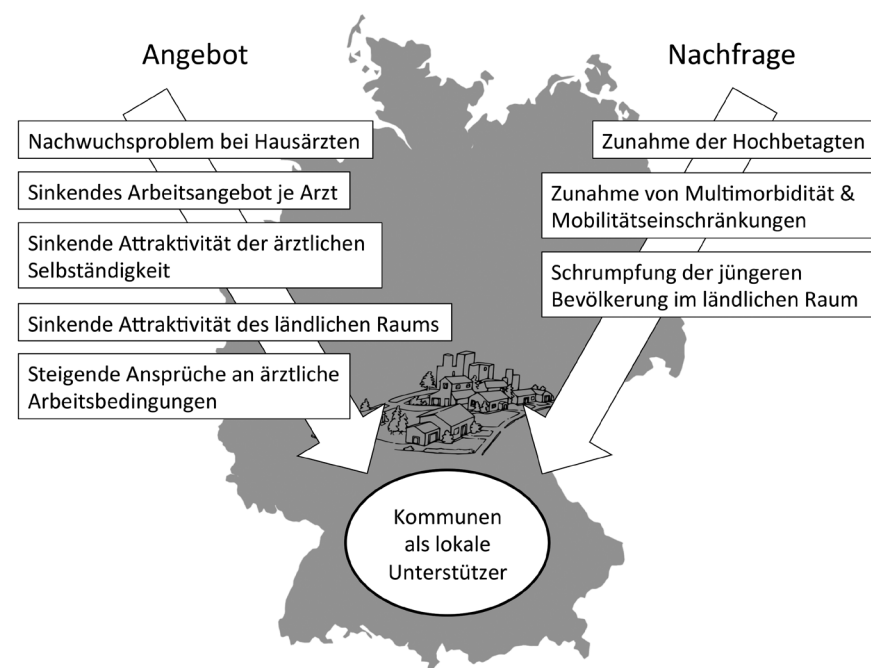 Angebot
Nachwuchsproblem bei Hausärzten
Sinkendes Arbeitsangebot je Arzt
Sinkende Attraktivität der ärztlichen
Selbständigkeit
Sinkende Attraktivität des ländlichen Raums
Steigende Ansprüche an ärztliche
Arbeitsbedingungen
Nachfrage
Zunahme der Hochbetagten
Zunahme von Multimorbidität &
Mobilitätseinschränkungen
Schrumpfung der jüngeren
Bevölkerung im ländlichen Raum
Kommunen
als lokale
Unterstützer